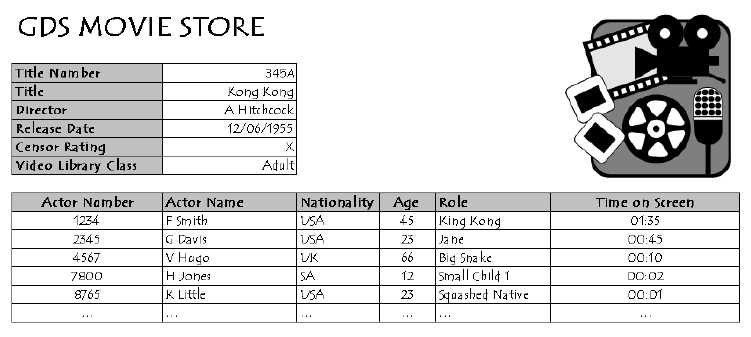 GDS MOVIE STORE
Title Number 345A
Title Kong Kong
Director A Hitchcock
Release Date 12/06/1955
Censor Rating X
Video Library Class Adult
Actor Number Actor Name Nationality Age Role Time on Screen
1234 F Smith USA 45 King Kong 01:35
2345 G Davis USA 23 Jane 00:45
4567 V Hugo UK 66 Big Snake 00:10
7800 H Jones SA 12 Small Child 1 00:02
8765 K Little USA 23 Squashed Native 00:01
... ... ... ... ... ...